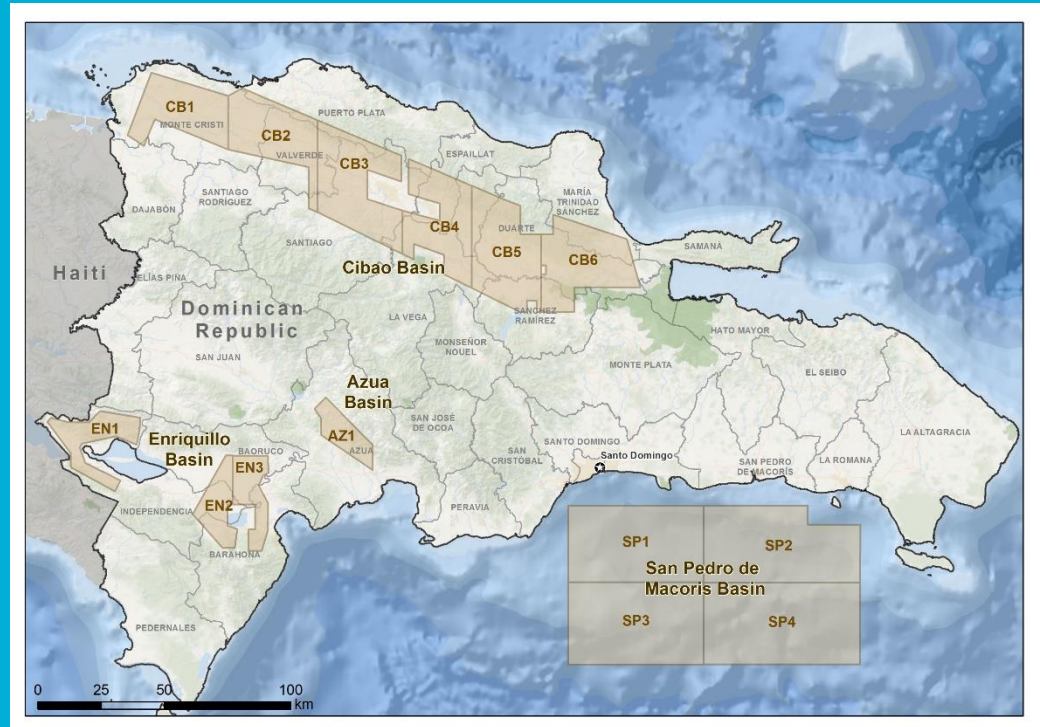 CB1
MONTE CRISTI
CB2
PUERTO PLATA
VALVERDE
CB3
ESPAILLAT
SANTIAGO
RODRÍGUEZ
MARÍA
TRINIDAD
SÁNCHEZ
DAJABÓN
CB4
DUARTE
SANTIAGO
CB5
SAMANÁ
CB6
Cibao Basin
Haiti
ELÍAS PIÑA
Dominican
Republic
LA VEGA
SÁNCHEZ
RAMÍREZ
HATO MAYOR
MONSEÑOR
NOUEL
SAN JUAN
MONTE PLATA
EL SEIBO
Azua
Basin
EN1
Enriquillo
Basin
SAN JOSÉ
DE OCOA
AZ1
AZUA
BAORUCO
LA ALTAGRACIA
SANTO DOMINGO
Santo Domingo
SAN
CRISTÓBAL
SAN PEDRO
DE MACORÍS
LA ROMANA
EN3
EN2
INDEPENDENCIA
PERAVIA
BARAHONA
SP1
SP2
San Pedro de
Macoris Basin
SP3
SP4
PEDERNALES
0 25 50 100
km